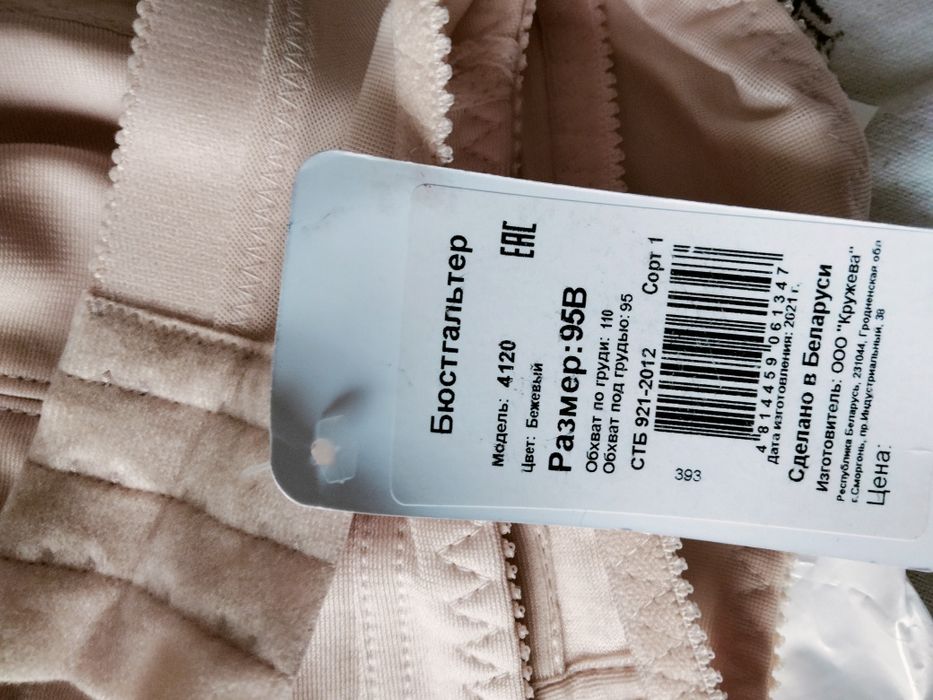 Бюстгальтер
Модель: 4120
EAC
Цвет: Бежевый
Размер:95В
Обхват по груди: 110
Обхват под грудью: 95
СТБ 921-2012 Сорт 1
393
4 814459 061347
Дата изготовления: 2021 г.
Сделано в Беларуси
Изготовитель: ООО "Кружева"
Республика Беларусь, 231044, Гродненская обл
г.Сморгонь, пр.Индустриальный, 38
Цена: